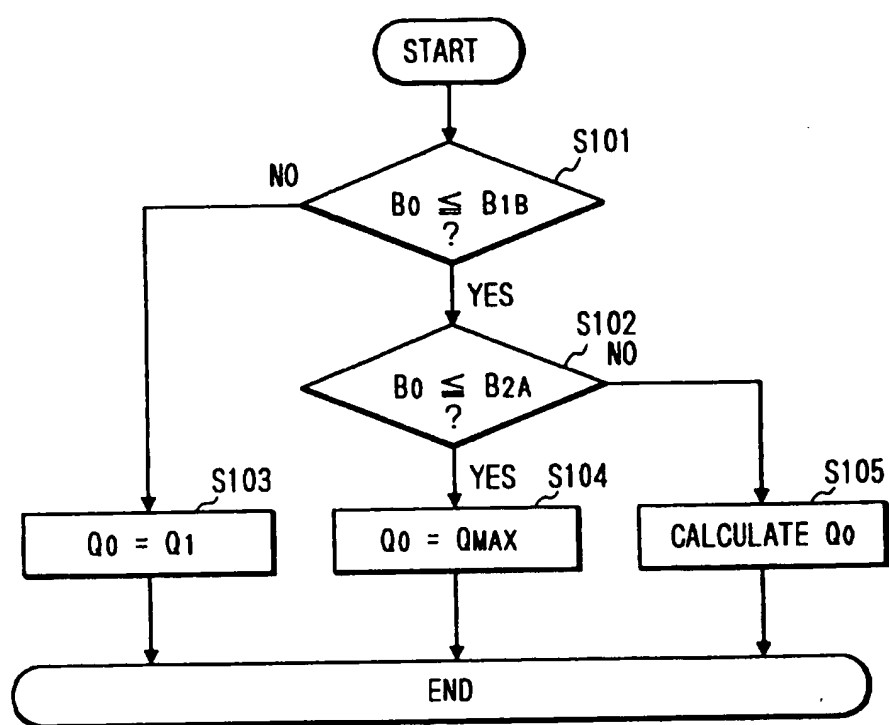 START
S101
NO
B0 ≦ B1B
?
YES
S102
NO
B0 ≦ B2A
?
YES
S103
S104
S105
Q0 = Q1
Q0 = QMAX
CALCULATE Q0
END